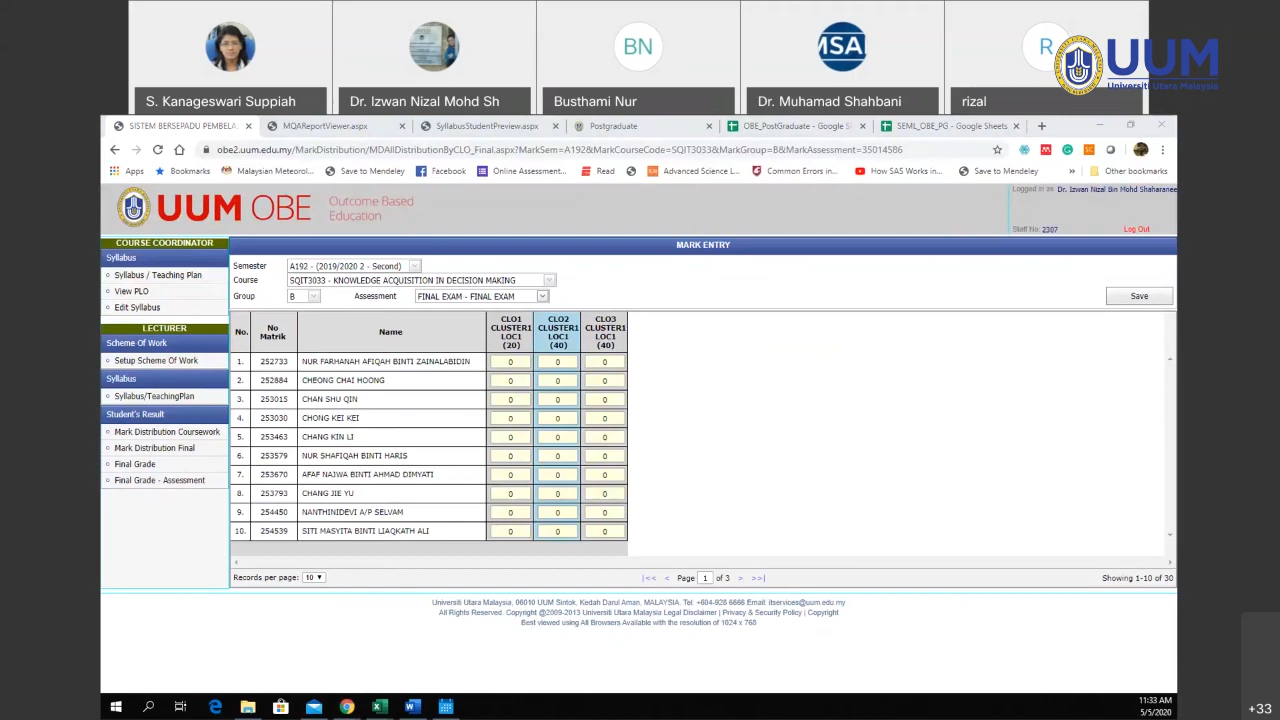 BN
MSA
R
UUM
Universiti Utara Malaysia
S. Kanageswari Suppiah
Dr. Izwan Nizal Mohd Sh
Busthami Nur
Dr. Muhamad Shahbani
rizal
SISTEM BERSEPADU PEMBELA
MQAReportViewer.aspx
SyllabusStudentPreview.aspx
Postgraduate
OBE_PostGraduate - Google S
SEML_OBE_PG - Google Sheets
obe2.uum.edu.my/MarkDistribution/MDAllDistributionByCLO_Final.aspx?MarkSem=A192&MarkCourseCode=SQIT3033&MarkGroup=B&MarkAssessment=35014586
Apps Bookmarks Malaysian Meteorol... Save to Mendeley Facebook Online Assessment... Read Advanced Science L... Common Errors in... How SAS Works in... Save to Mendeley » Other bookmarks
UUM OBE Outcome Based
Education
Logged in as Dr. Izwan Nizal Bin Mohd Shaharanee
Staff No: 2307 Log Out
COURSE COORDINATOR
Syllabus
Syllabus / Teaching Plan
View PLO
Edit Syllabus
LECTURER
Scheme Of Work
Setup Scheme Of Work
Syllabus
Syllabus/TeachingPlan
Student's Result
Mark Distribution Coursework
Mark Distribution Final
Final Grade
Final Grade - Assessment
MARK ENTRY
Semester A192 - (2019/2020 2 - Second)
Course SQIT3033 - KNOWLEDGE ACQUISITION IN DECISION MAKING
Group B Assessment FINAL EXAM - FINAL EXAM Save
No. No Matrik Name CLO1 CLUSTER1 LOC1 (20) CLO2 CLUSTER1 LOC1 (40) CLO3 CLUSTER1 LOC1 (40)
1. 252733 NUR FARHANAH AFIQAH BINTI ZAINALABIDIN 0 0 0
2. 252884 CHEONG CHAI HOONG 0 0 0
3. 253015 CHAN SHU QIN 0 0 0
4. 253030 CHONG KEI KEI 0 0 0
5. 253463 CHANG KIN LI 0 0 0
6. 253579 NUR SHAFIQAH BINTI HARIS 0 0 0
7. 253670 AFAF NAJWA BINTI AHMAD DIMYATI 0 0 0
8. 253793 CHANG JIE YU 0 0 0
9. 254450 NANTHINIDEVI A/P SELVAM 0 0 0
10. 254539 SITI MASYITA BINTI LIAQKATH ALI 0 0 0
Records per page: 10 |<< < Page 1 of 3 > >>| Showing 1-10 of 30
Universiti Utara Malaysia, 06010 UUM Sintok, Kedah Darul Aman, MALAYSIA. Tel: +604-928 6666 Email: itservices@uum.edu.my
All Rights Reserved. Copyright @2009-2013 Universiti Utara Malaysia Legal Disclaimer | Privacy & Security Policy | Copyright
Best viewed using All Browsers Available with the resolution of 1024 x 768
11:33 AM
5/5/2020
+33